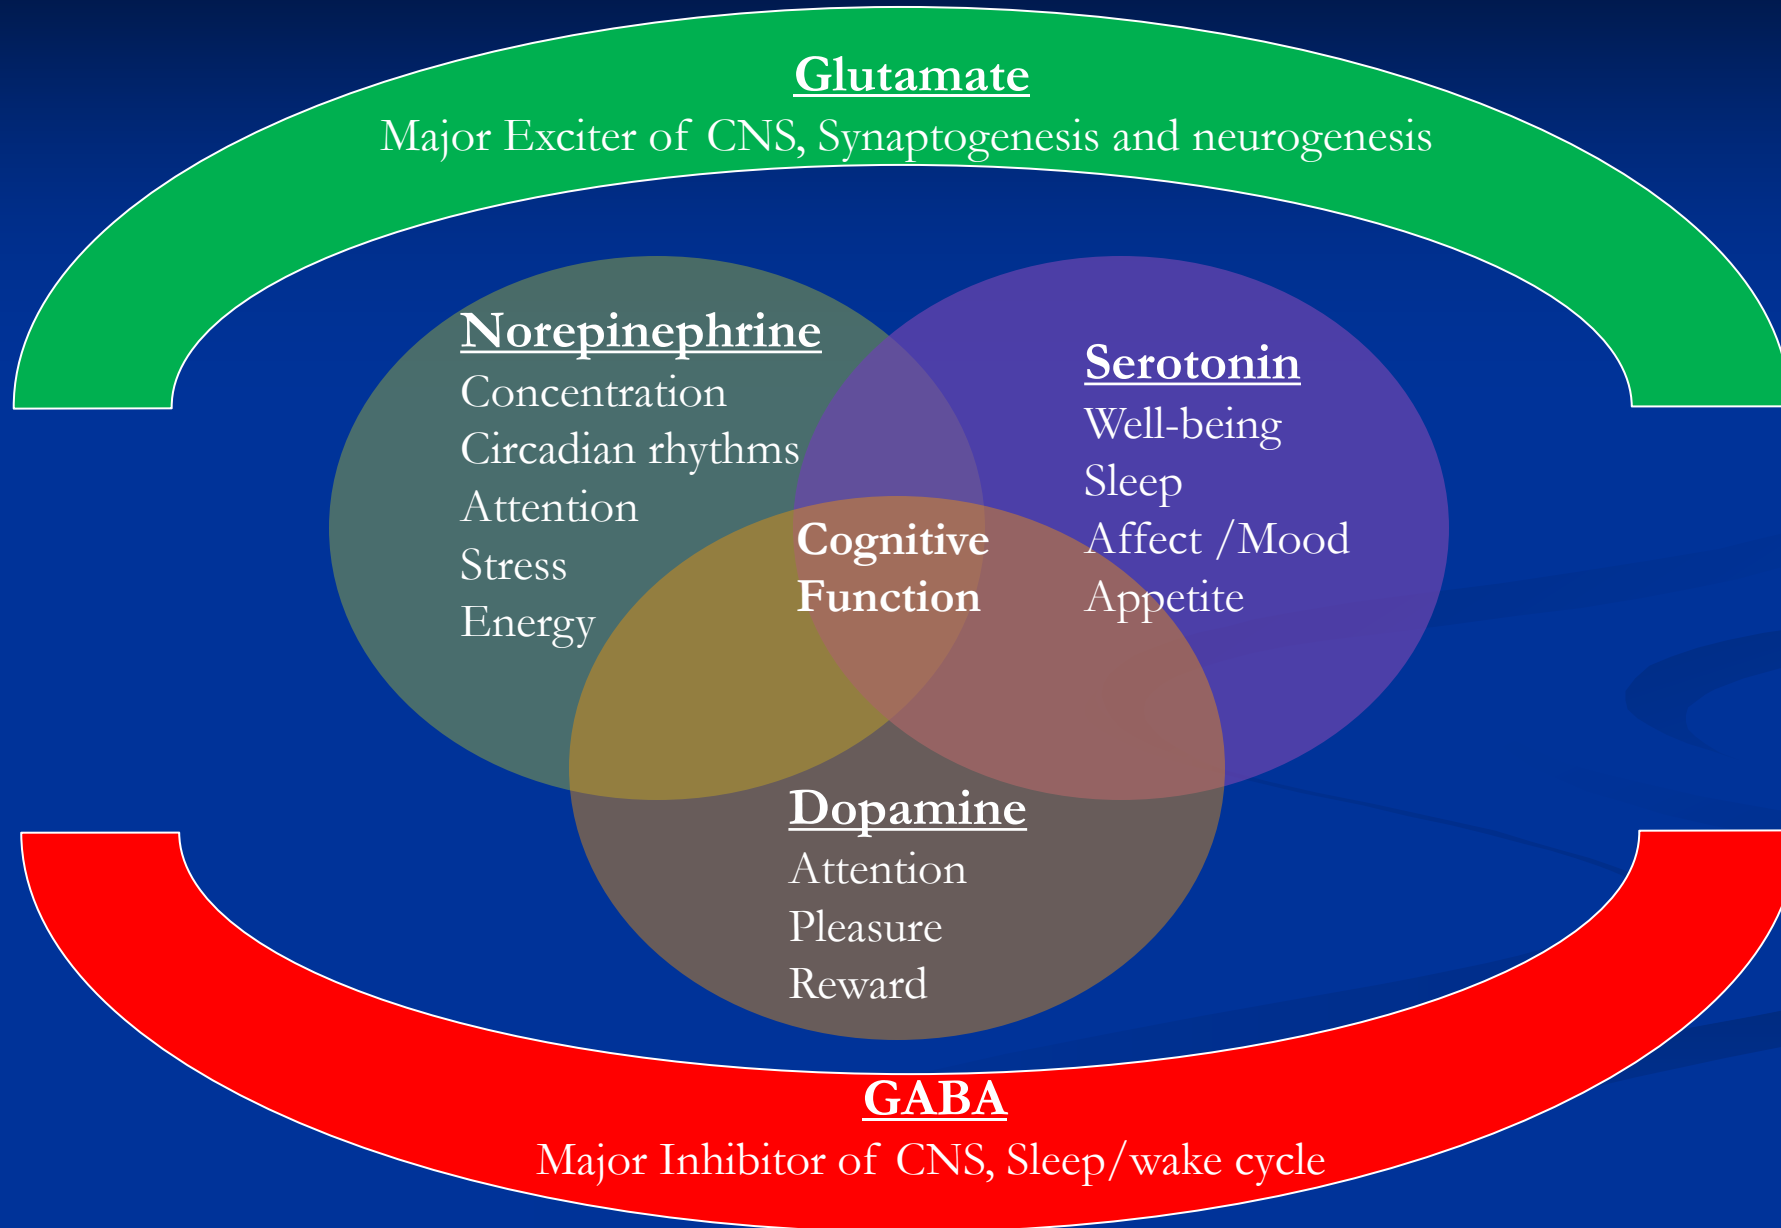 Glutamate
Major Exciter of CNS, Synaptogenesis and neurogenesis
Norepinephrine
Concentration
Circadian rhythms
Attention
Stress
Energy
Serotonin
Well-being
Sleep
Affect /Mood
Appetite
Cognitive
Function
Dopamine
Attention
Pleasure
Reward
GABA
Major Inhibitor of CNS, Sleep/wake cycle